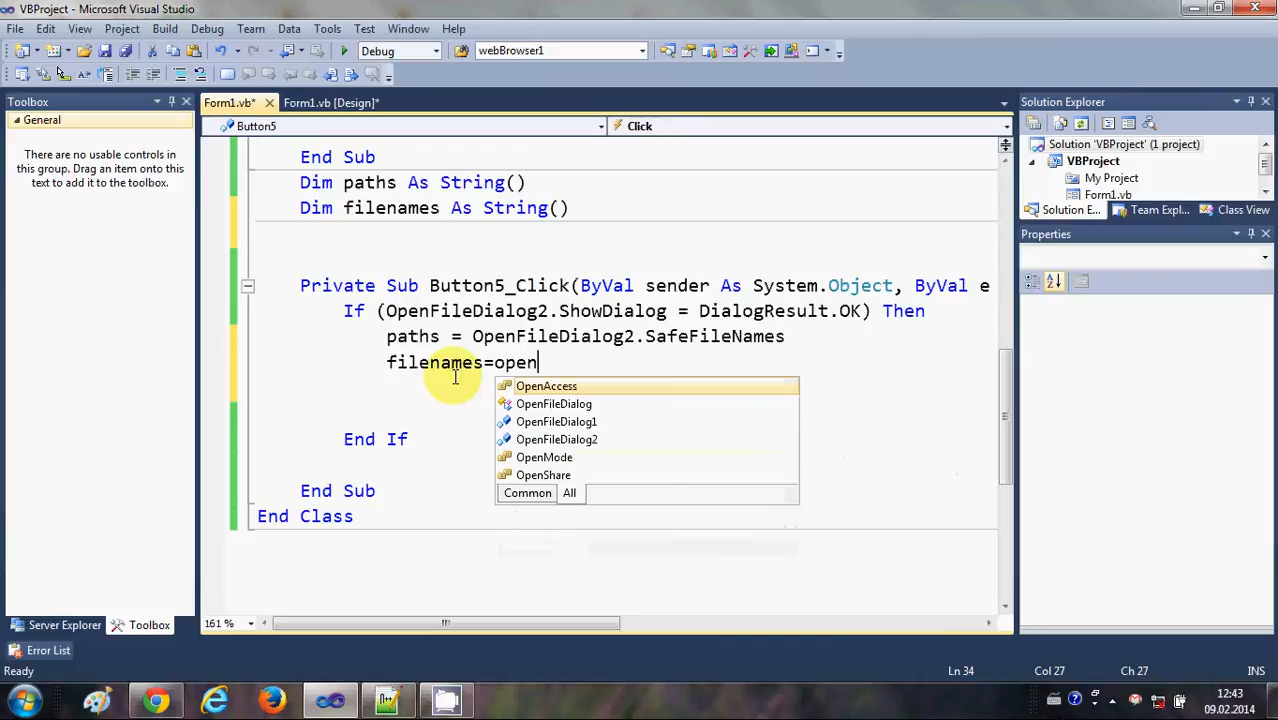 VBProject - Microsoft Visual Studio
File Edit View Project Build Debug Team Data Tools Test Window Help
Debug webBrowser1
Toolbox
General
There are no usable controls in
this group. Drag an item onto this
text to add it to the toolbox.
Server Explorer Toolbox
Form1.vb* Form1.vb [Design]*
Button5 Click
End Sub
Dim paths As String()
Dim filenames As String()
Private Sub Button5_Click(ByVal sender As System.Object, ByVal e
If (OpenFileDialog2.ShowDialog = DialogResult.OK) Then
paths = OpenFileDialog2.SafeFileNames
filenames=open
OpenAccess
OpenFileDialog
OpenFileDialog1
OpenFileDialog2
OpenMode
OpenShare
Common All
End If
End Sub
End Class
161 %
Solution Explorer
Solution 'VBProject' (1 project)
VBProject
My Project
Form1.vb
Solution E... Team Expl... Class View
Properties
Error List
Ready Ln 34 Col 27 Ch 27 INS
12:43
09.02.2014